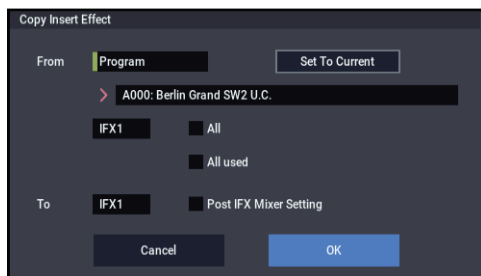 Copy Insert Effect
From Program Set To Current
A000: Berlin Grand SW2 U.C.
IFX1 All
All used
To IFX1 Post IFX Mixer Setting
Cancel OK